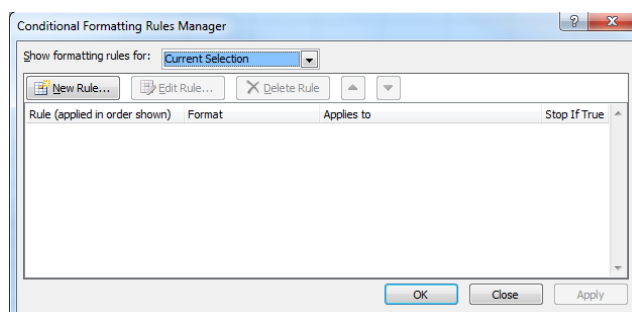 Conditional Formatting Rules Manager
Show formatting rules for: Current Selection
New Rule... Edit Rule... Delete Rule
Rule (applied in order shown) Format Applies to Stop If True
OK Close Apply